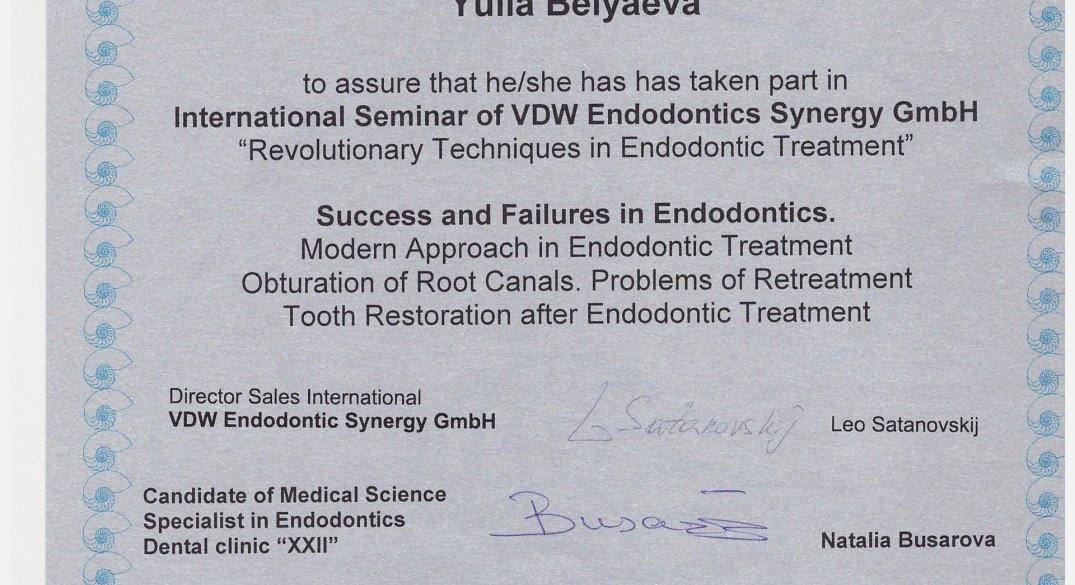 Yulia Belyaeva
to assure that he/she has has taken part in
International Seminar of VDW Endodontics Synergy GmbH
“Revolutionary Techniques in Endodontic Treatment”
Success and Failures in Endodontics.
Modern Approach in Endodontic Treatment
Obturation of Root Canals. Problems of Retreatment
Tooth Restoration after Endodontic Treatment
Director Sales International
VDW Endodontic Synergy GmbH
L. Satanovskij
Leo Satanovskij
Candidate of Medical Science
Specialist in Endodontics
Dental clinic “XXII”
Natalia Busarova